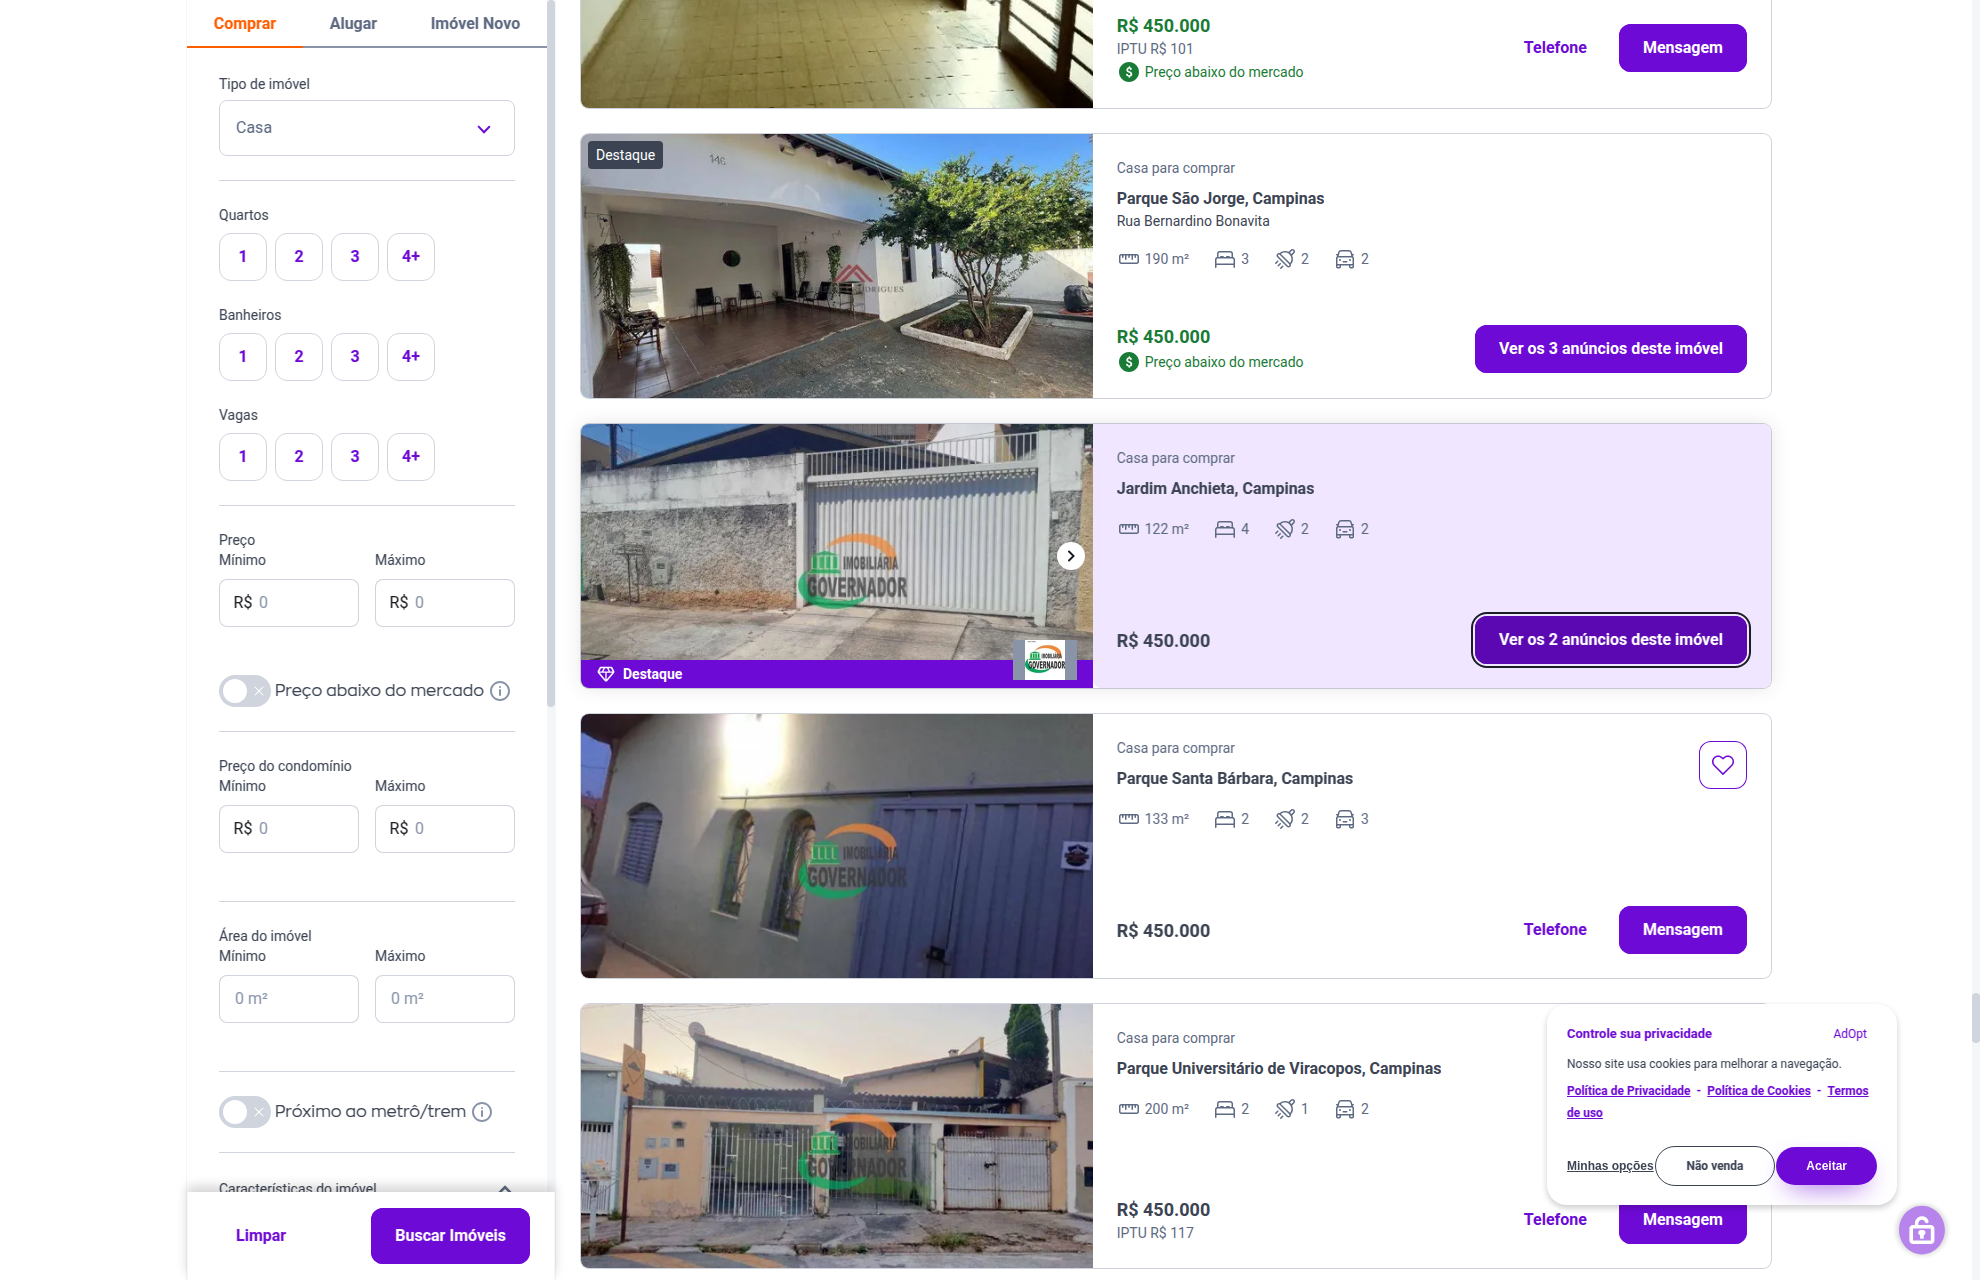 Comprar
Alugar
Imóvel Novo
Tipo de imóvel
Casa
Quartos
1
2
3
4+
Banheiros
1
2
3
4+
Vagas
1
2
3
4+
Preço
Mínimo
Máximo
R$ 0
R$ 0
Preço abaixo do mercado
Preço do condomínio
Mínimo
Máximo
R$ 0
R$ 0
Área do imóvel
Mínimo
Máximo
0 m²
0 m²
Próximo ao metrô/trem
Características do imóvel
Limpar
Buscar Imóveis
R$ 450.000
IPTU R$ 101
Preço abaixo do mercado
Telefone
Mensagem
Destaque
146
Casa para comprar
Parque São Jorge, Campinas
Rua Bernardino Bonavita
190 m²
3
2
2
R$ 450.000
Preço abaixo do mercado
Ver os 3 anúncios deste imóvel
IMOBILIÁRIA
GOVERNADOR
Destaque
IMOBILIÁRIA
GOVERNADOR
Casa para comprar
Jardim Anchieta, Campinas
122 m²
4
2
2
R$ 450.000
Ver os 2 anúncios deste imóvel
IMOBILIÁRIA
GOVERNADOR
Casa para comprar
Parque Santa Bárbara, Campinas
133 m²
2
2
3
R$ 450.000
Telefone
Mensagem
IMOBILIÁRIA
GOVERNADOR
Casa para comprar
Parque Universitário de Viracopos, Campinas
200 m²
2
1
2
R$ 450.000
IPTU R$ 117
Telefone
Mensagem
Controle sua privacidade
AdOpt
Nosso site usa cookies para melhorar a navegação.
Política de Privacidade - Política de Cookies - Termos
de uso
Minhas opções
Não venda
Aceitar